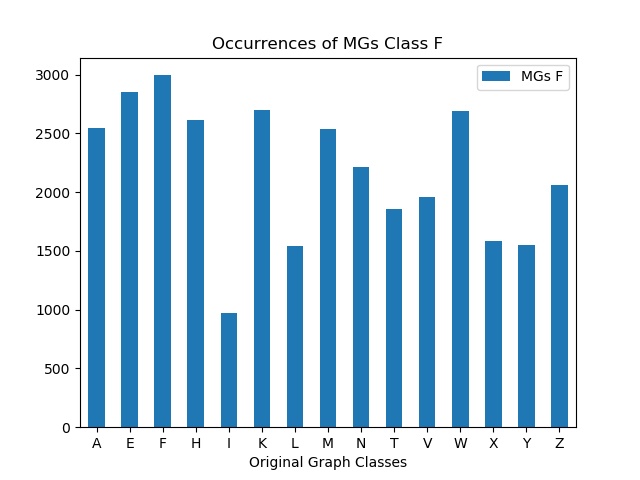 Occurrences of MGs Class F
MGs F
3000
2500
2000
1500
1000
500
0
A E F H I K L M N T V W X Y Z
Original Graph Classes